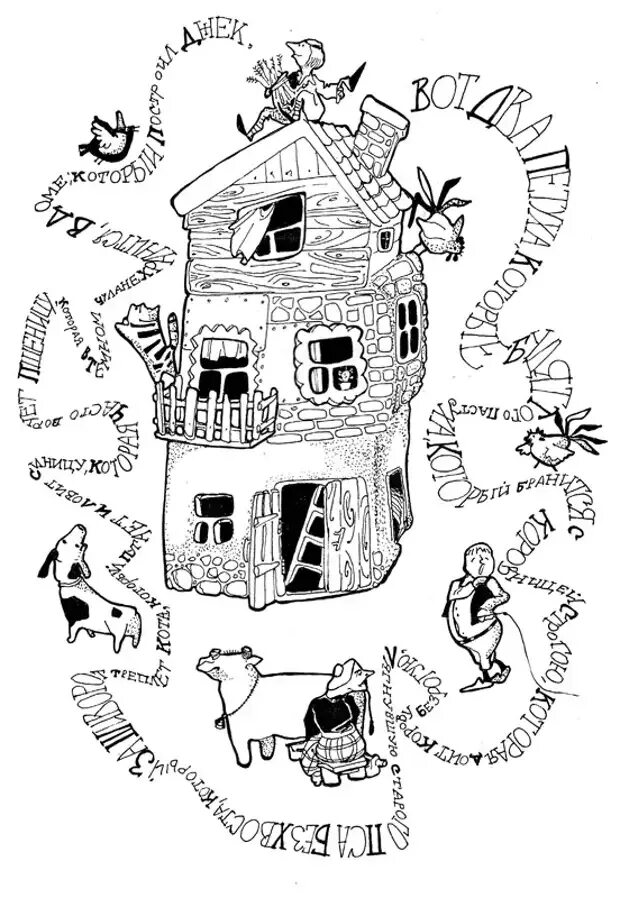 ВОТ ДВА ПЕТУХА, КОТОРЫЕ
БУДЯТ ТОГО ПАСТУХА, КОТОРЫЙ БРАНИТСЯ С
КОРОВНИЦЕЙ СТРОГОЮ, КОТОРАЯ ДОИТ КОРОВУ БЕЗРОГУЮ,
ЛЯГНУВШУЮ СТАРОГО ПСА БЕЗ ХВОСТА, КОТОРЫЙ ЗА ШИВОРОТ
ТРЕПЛЕТ КОТА, КОТОРЫЙ ПУГАЕТ И ЛОВИТ
СИНИЦУ, КОТОРАЯ ЧАСТО ВОРУЕТ ПШЕНИЦУ,
КОТОРАЯ В ТЕМНОМ
ЧУЛАНЕ ХРАНИТСЯ, В ДОМЕ, КОТОРЫЙ ПОСТРОИЛ ДЖЕК.